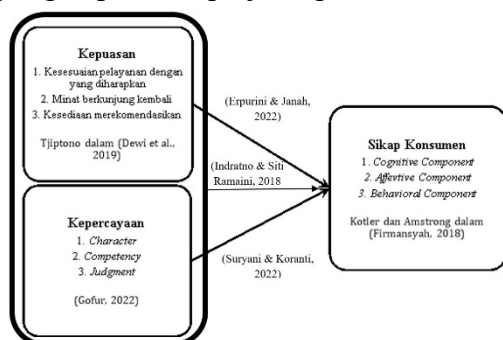 Kepuasan
1. Kesesuaian pelayanan dengan
yang diharapkan
2. Minat berkunjung kembali
3. Kesediaan merekomendasikan
Tjiptono dalam (Dewi et al.,
2019)
Kepercayaan
1. Character
2. Competency
3. Judgment
(Gofur, 2022)
(Erpurini & Janah,
2022)
(Indratno & Siti
Ramaini, 2018
(Suryani & Koranti,
2022)
Sikap Konsumen
1. Cognitive Component
2. Affevtive Component
3. Behavioral Component
Kotler dan Amstrong dalam
(Firmansyah, 2018)